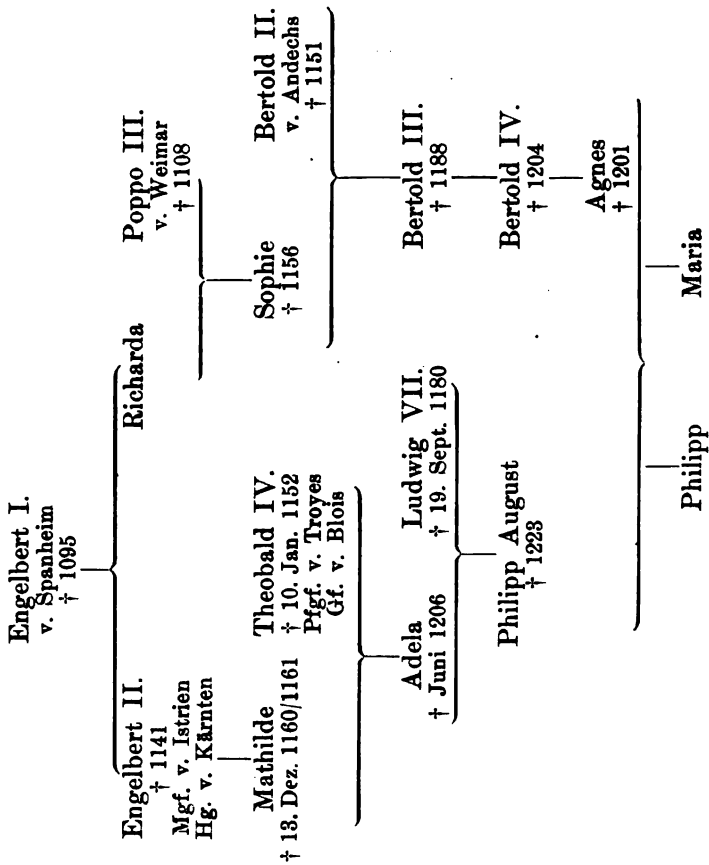 Engelbert I.
v. Spanheim
† 1095
Engelbert II.
† 1141
Mgf. v. Istrien
Hg. v. Kärnten
Richarda
Poppo III.
v. Weimar
† 1108
Mathilde
† 13. Dez. 1160/1161
Theobald IV.
† 10. Jan. 1152
Pfgf. v. Troyes
Gf. v. Blois
Sophie
† 1156
Bertold II.
v. Andechs
† 1151
Adela
† Juni 1206
Ludwig VII.
† 19. Sept. 1180
Bertold III.
† 1188
Philipp August
† 1223
Bertold IV.
† 1204
Agnes
† 1201
Philipp
Maria